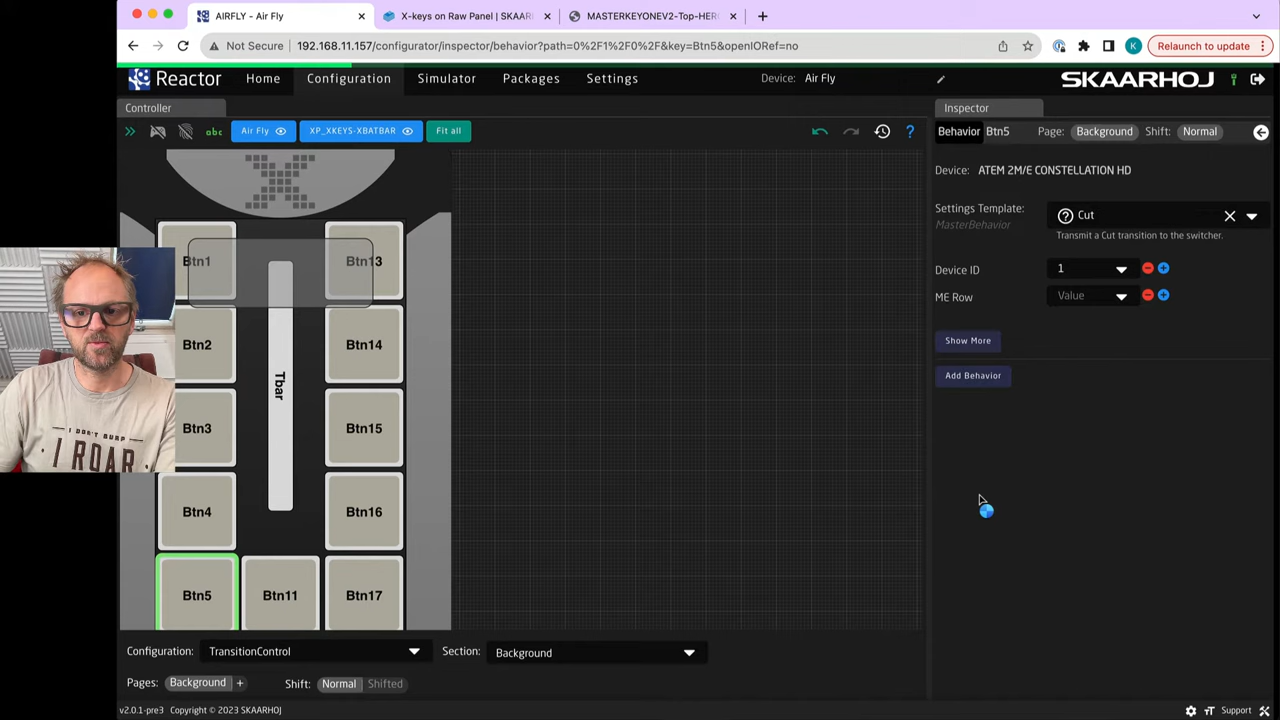 AIRFLY - Air Fly
X-keys on Raw Panel | SKAAR
MASTERKEYONEV2-Top-HER
Not Secure
192.168.11.157/configurator/inspector/behavior?path=0%2F1%2F0%2F&key=Btn5&openIORef=no
K
Relaunch to update
Reactor
Home
Configuration
Simulator
Packages
Settings
Device: Air Fly
SKAARHOJ
Controller
Inspector
abc
Air Fly
XP_XKEYS-XBATBAR
Fit all
?
Behavior
Btn5
Page:
Background
Shift:
Normal
Device: ATEM 2M/E CONSTELLATION HD
Settings Template:
MasterBehavior
Cut
Transmit a Cut transition to the switcher.
Device ID
1
ME Row
Value
Show More
Add Behavior
Btn1
Btn13
Btn2
Btn14
Tbar
Btn3
Btn15
Btn4
Btn16
Btn5
Btn11
Btn17
I DON'T BURP
I ROAR
Configuration:
TransitionControl
Section:
Background
Pages:
Background
+
Shift:
Normal
Shifted
v2.0.1-pre3 Copyright © 2023 SKAARHOJ
Support